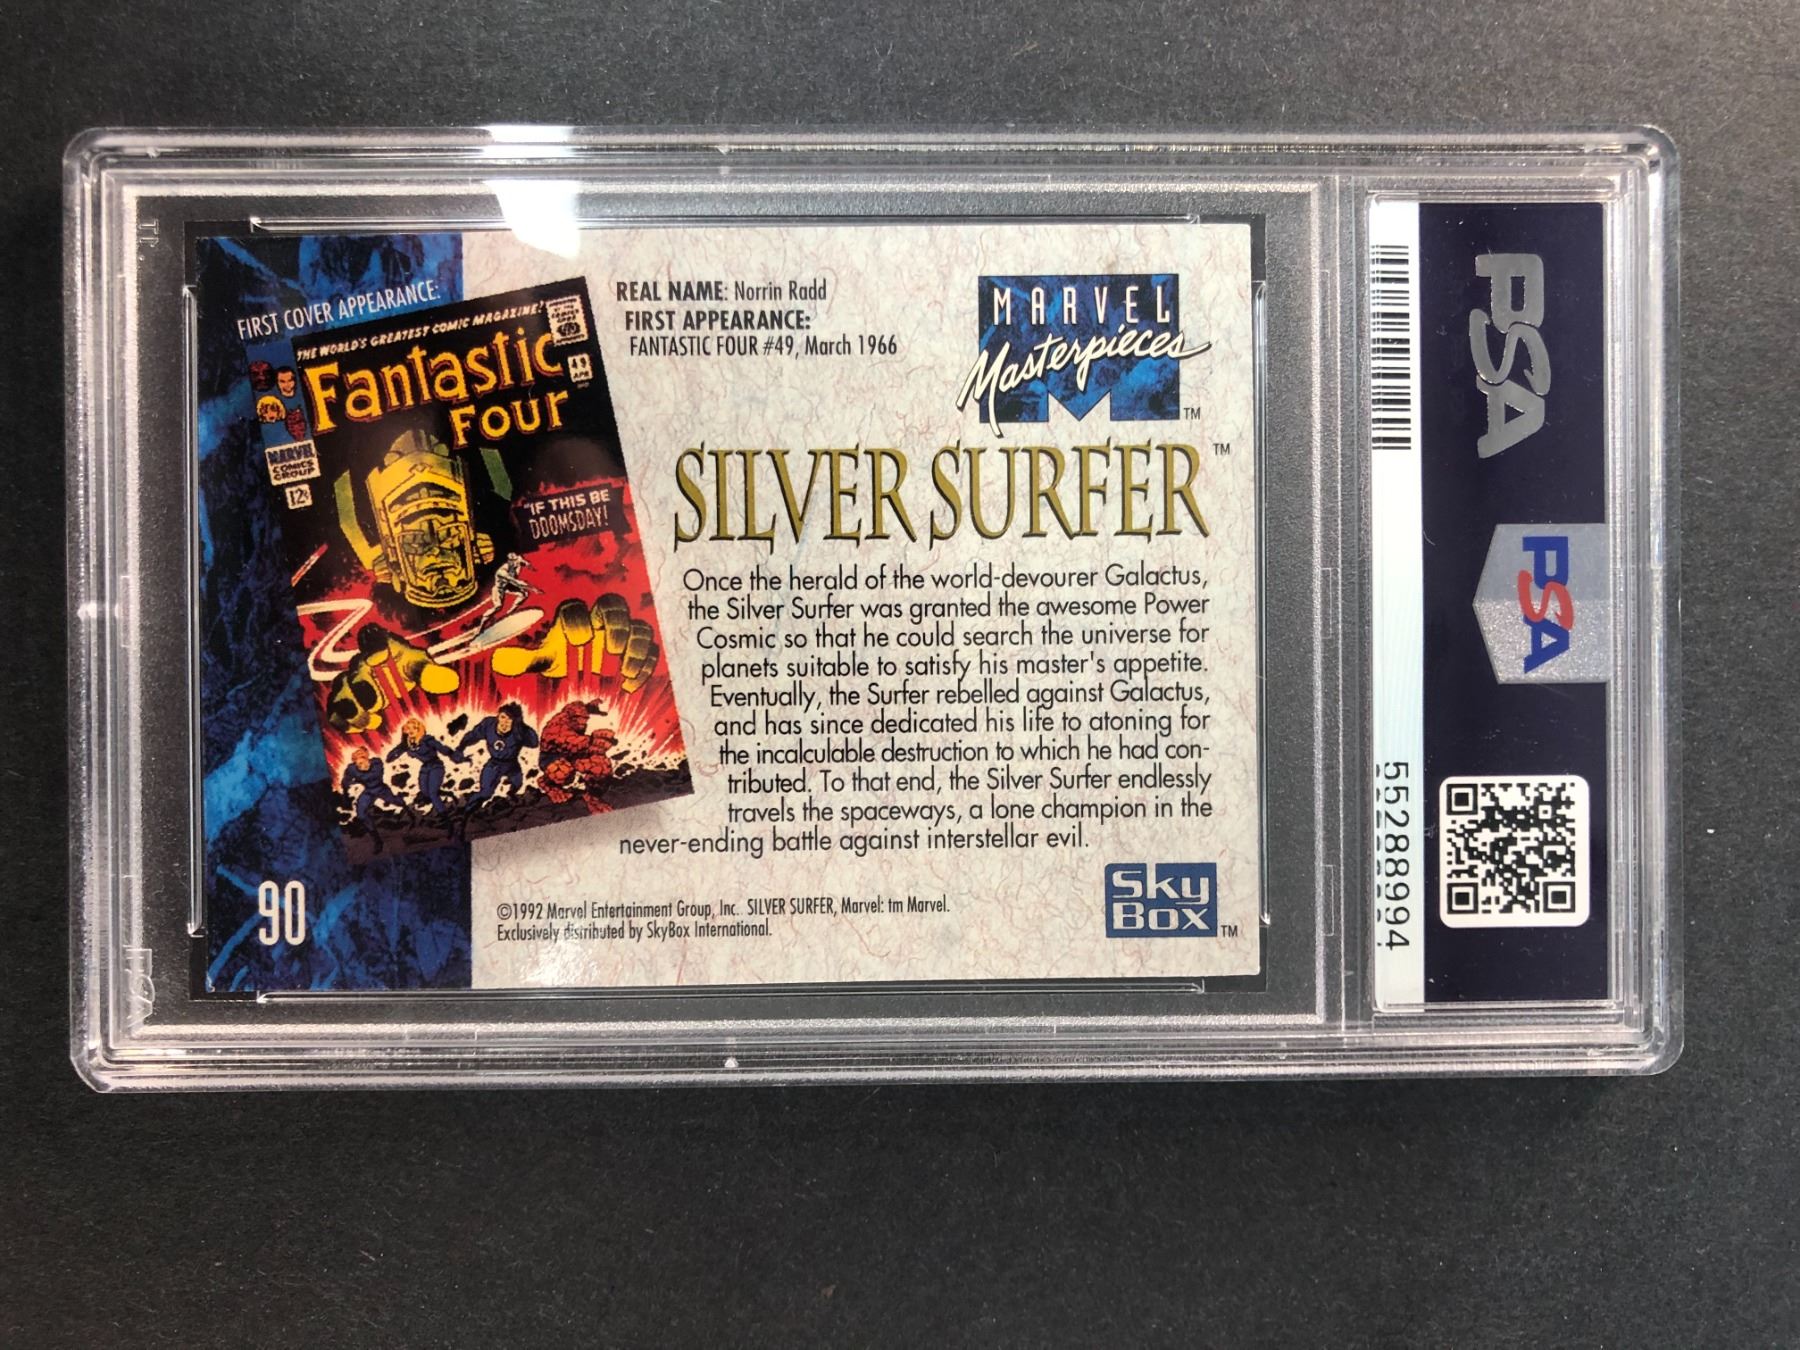 FIRST COVER APPEARANCE:
THE WORLD'S GREATEST COMIC MAGAZINE!
Fantastic
Four
49
APR
MARVEL
COMICS
GROUP
12¢
"IF THIS BE
DOOMSDAY!
REAL NAME: Norrin Radd
FIRST APPEARANCE:
FANTASTIC FOUR #49, March 1966
MARVEL
Masterpieces
M
TM
SILVER SURFER TM
Once the herald of the world-devourer Galactus,
the Silver Surfer was granted the awesome Power
Cosmic so that he could search the universe for
planets suitable to satisfy his master's appetite.
Eventually, the Surfer rebelled against Galactus,
and has since dedicated his life to atoning for
the incalculable destruction to which he had con-
tributed. To that end, the Silver Surfer endlessly
travels the spaceways, a lone champion in the
never-ending battle against interstellar evil.
90
©1992 Marvel Entertainment Group, Inc. SILVER SURFER, Marvel: tm Marvel.
Exclusively distributed by SkyBox International.
SkyBox TM
PSA
PSA
55288994